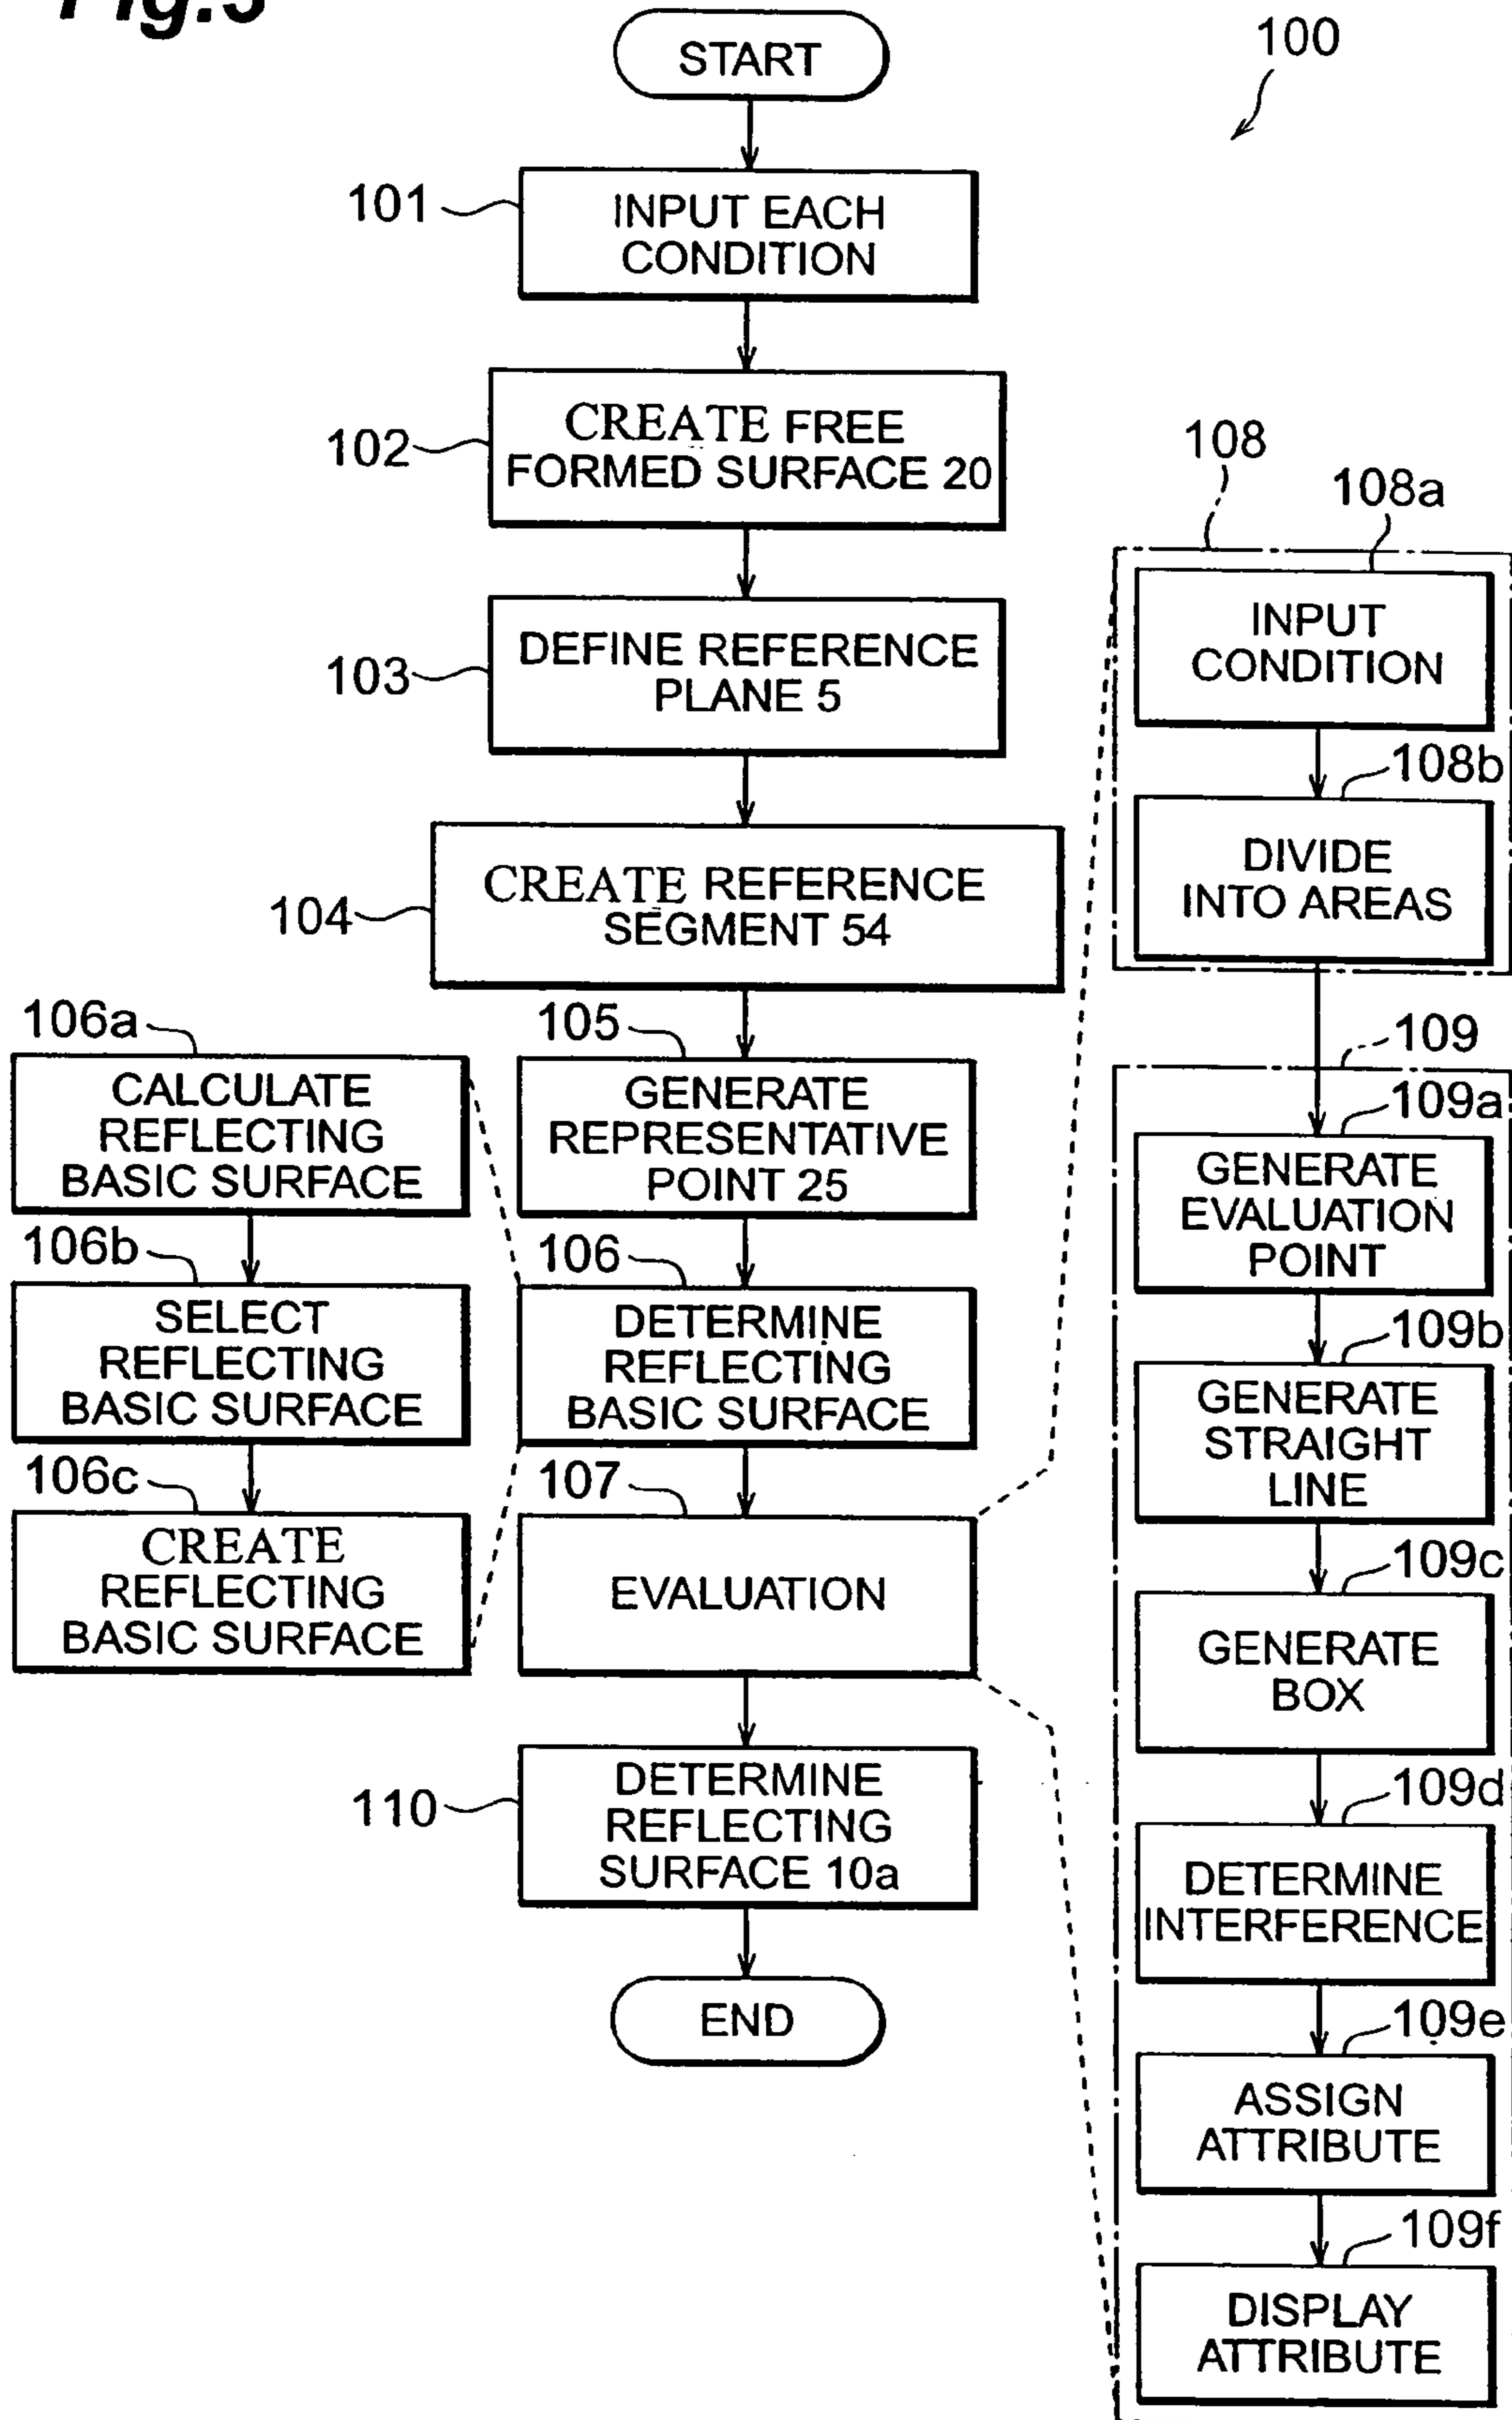 Fig.3
100
START
101
INPUT EACH
CONDITION
102
CREATE FREE
FORMED SURFACE 20
103
DEFINE REFERENCE
PLANE 5
104
CREATE REFERENCE
SEGMENT 54
105
GENERATE
REPRESENTATIVE
POINT 25
106
DETERMINE
REFLECTING
BASIC SURFACE
106a
CALCULATE
REFLECTING
BASIC SURFACE
106b
SELECT
REFLECTING
BASIC SURFACE
106c
CREATE
REFLECTING
BASIC SURFACE
107
EVALUATION
108
108a
INPUT
CONDITION
108b
DIVIDE
INTO AREAS
109
109a
GENERATE
EVALUATION
POINT
109b
GENERATE
STRAIGHT
LINE
109c
GENERATE
BOX
109d
DETERMINE
INTERFERENCE
109e
ASSIGN
ATTRIBUTE
109f
DISPLAY
ATTRIBUTE
110
DETERMINE
REFLECTING
SURFACE 10a
END